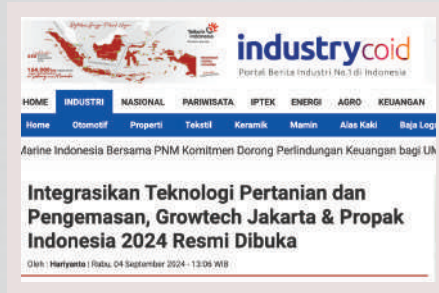 Telkom
Indonesia
industrycoid
Portal Berita Industri No.1 di Indonesia
HOME INDUSTRI NASIONAL PARIWISATA IPTEK ENERGI AGRO KEUANGAN
Home Otomotif Properti Tekstil Keramik Mamin Alas Kaki Baja Log
Marine Indonesia Bersama PNM Komitmen Dorong Perlindungan Keuangan bagi UM
Integrasikan Teknologi Pertanian dan
Pengemasan, Growtech Jakarta & Propak
Indonesia 2024 Resmi Dibuka
Oleh : Hariyanto | Rabu, 04 September 2024 - 13:06 WIB